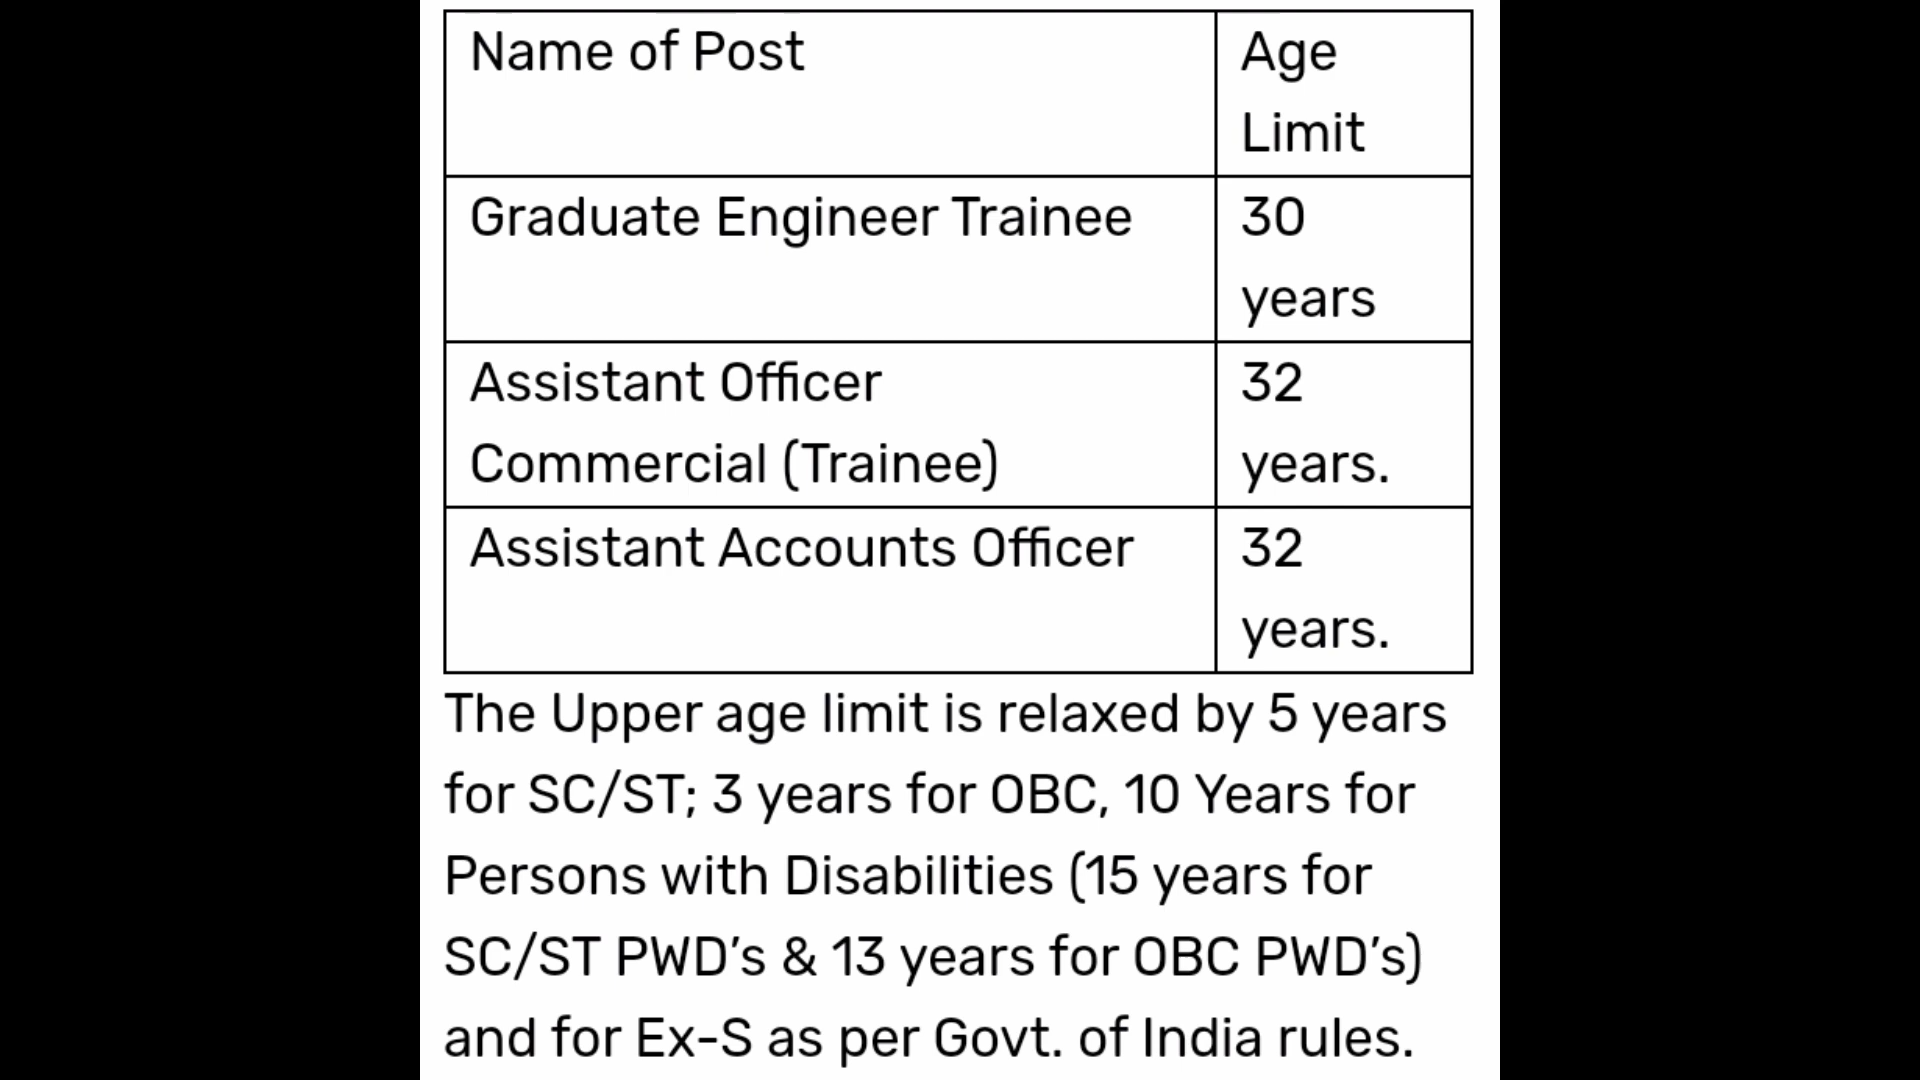 Name of Post
Age
Limit
Graduate Engineer Trainee
30
years
Assistant Officer
Commercial (Trainee)
32
years.
Assistant Accounts Officer
32
years.
The Upper age limit is relaxed by 5 years
for SC/ST; 3 years for OBC, 10 Years for
Persons with Disabilities (15 years for
SC/ST PWD’s & 13 years for OBC PWD’s)
and for Ex-S as per Govt. of India rules.